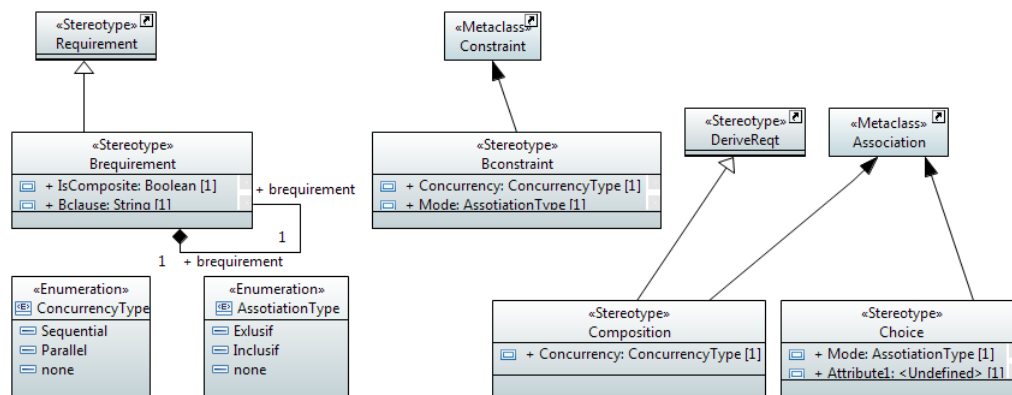 «Stereotype»
Requirement
«Metaclass»
Constraint
«Stereotype»
DeriveReqt
«Metaclass»
Association
«Stereotype»
Brequirement
+ IsComposite: Boolean [1]
+ Bclause: String [1]
+ brequirement
1
1 + brequirement
«Stereotype»
Bconstraint
+ Concurrency: ConcurrencyType [1]
+ Mode: AssotiationType [1]
«Enumeration»
<E> ConcurrencyType
Sequential
Parallel
none
«Enumeration»
<E> AssotiationType
Exlusif
Inclusif
none
«Stereotype»
Composition
+ Concurrency: ConcurrencyType [1]
«Stereotype»
Choice
+ Mode: AssotiationType [1]
+ Attribute1: <Undefined> [1]